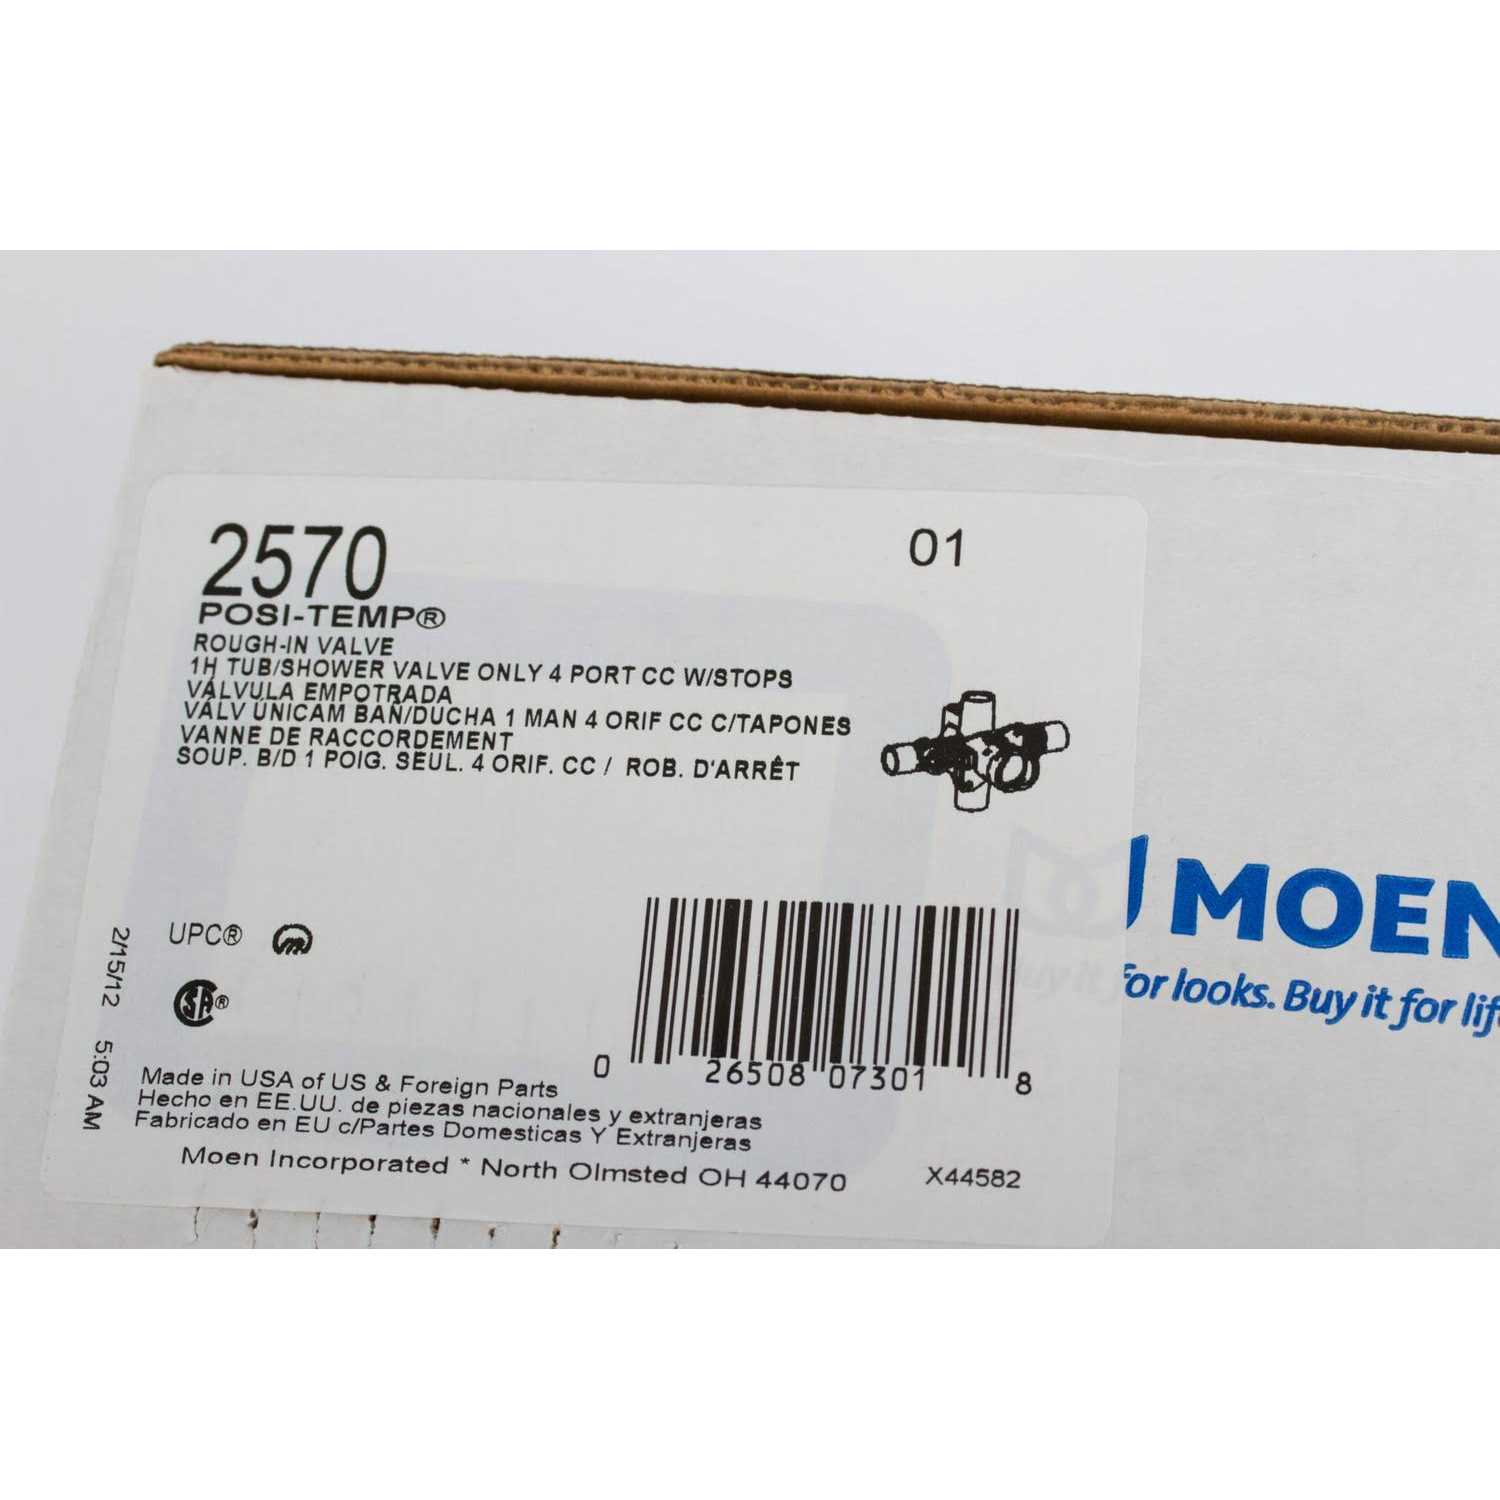 2570
01
POSI-TEMP®
ROUGH-IN VALVE
1H TUB/SHOWER VALVE ONLY 4 PORT CC W/STOPS
VÁLVULA EMPOTRADA
VÁLV ÚNICAM BAÑ/DUCHA 1 MAN 4 ORIF CC C/TAPONES
VANNE DE RACCORDEMENT
SOUP. B/D 1 POIG. SEUL. 4 ORIF. CC / ROB. D'ARRÊT
MOEN
for looks. Buy it for life
UPC®
SA®
2/15/12 5:03 AM
0 26508 07301 8
Made in USA of US & Foreign Parts
Hecho en EE.UU. de piezas nacionales y extranjeras
Fabricado en EU c/Partes Domesticas Y Extranjeras
Moen Incorporated * North Olmsted OH 44070
X44582